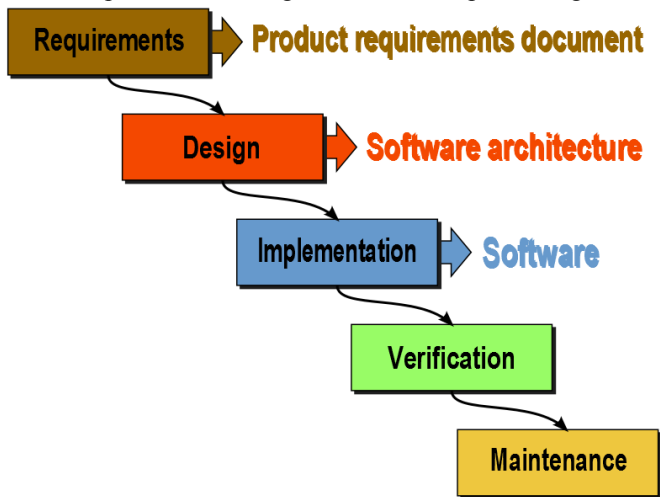 Requirements
Product requirements document
Design
Software architecture
Implementation
Software
Verification
Maintenance